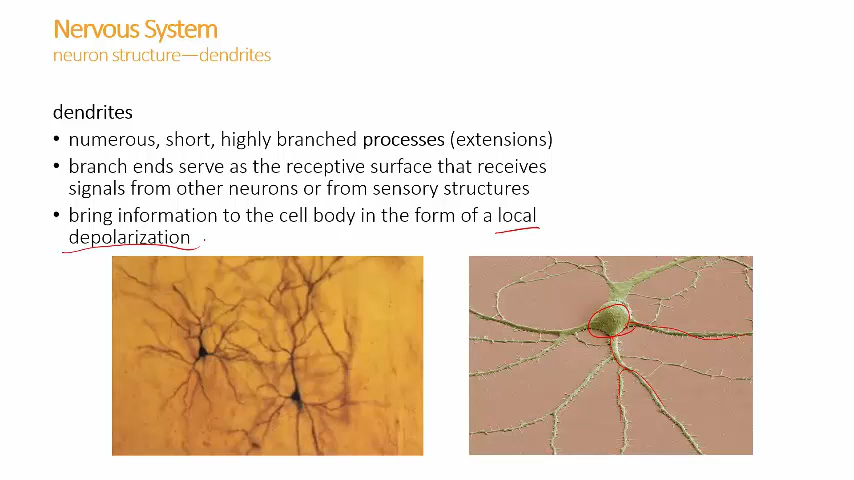 Nervous System
neuron structure—dendrites
dendrites
• numerous, short, highly branched processes (extensions)
• branch ends serve as the receptive surface that receives
signals from other neurons or from sensory structures
• bring information to the cell body in the form of a local
depolarization